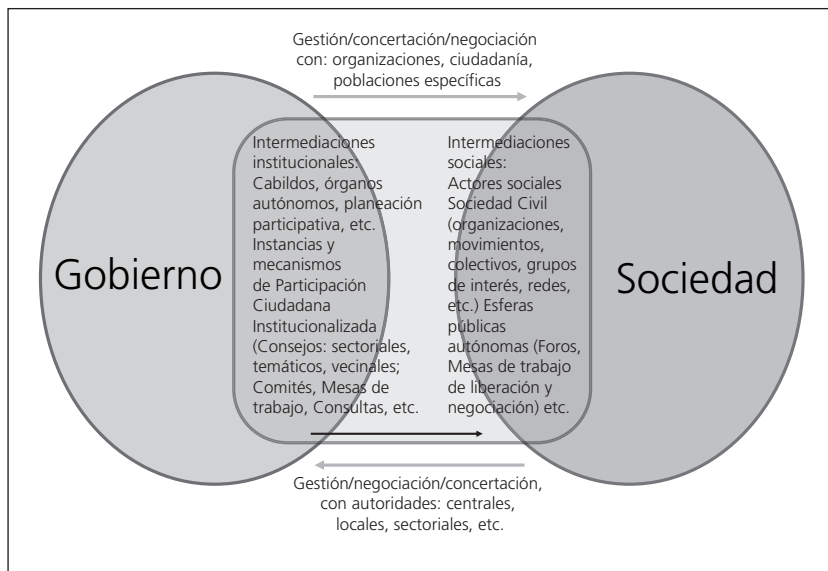 Gestión/concertación/negociación
con: organizaciones, ciudadanía,
poblaciones específicas
Gobierno
Intermediaciones
institucionales:
Cabildos, órganos
autónomos, planeación
participativa, etc.
Instancias y
mecanismos
de Participación
Ciudadana
Institucionalizada
(Consejos: sectoriales,
temáticos, vecinales;
Comités, Mesas de
trabajo, Consultas, etc.
Intermediaciones
sociales:
Actores sociales
Sociedad Civil
(organizaciones,
movimientos,
colectivos, grupos
de interés, redes,
etc.) Esferas
públicas
autónomas (Foros,
Mesas de trabajo
de liberación y
negociación) etc.
Sociedad
Gestión/negociación/concertación,
con autoridades: centrales,
locales, sectoriales, etc.